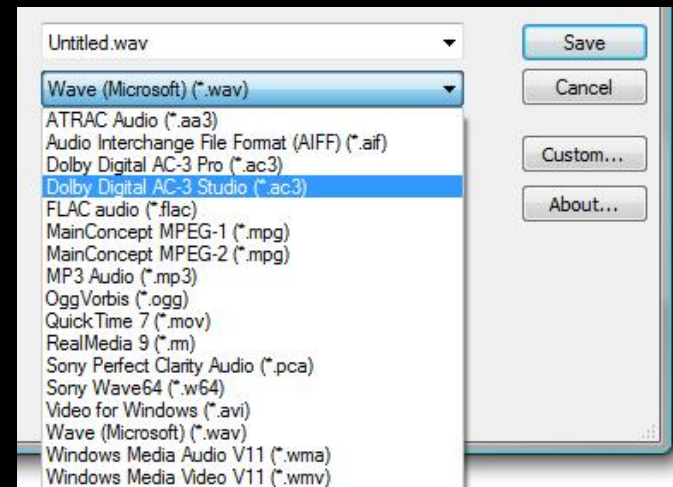 Untitled.wav
Save
Wave (Microsoft) (*.wav)
Cancel
ATRAC Audio (*.aa3)
Audio Interchange File Format (AIFF) (*.aif)
Custom...
Dolby Digital AC-3 Pro (*.ac3)
Dolby Digital AC-3 Studio (*.ac3)
About...
FLAC audio (*.flac)
MainConcept MPEG-1 (*.mpg)
MainConcept MPEG-2 (*.mpg)
MP3 Audio (*.mp3)
OggVorbis (*.ogg)
QuickTime 7 (*.mov)
RealMedia 9 (*.rm)
Sony Perfect Clarity Audio (*.pca)
Sony Wave64 (*.w64)
Video for Windows (*.avi)
Wave (Microsoft) (*.wav)
Windows Media Audio V11 (*.wma)
Windows Media Video V11 (*.wmv)